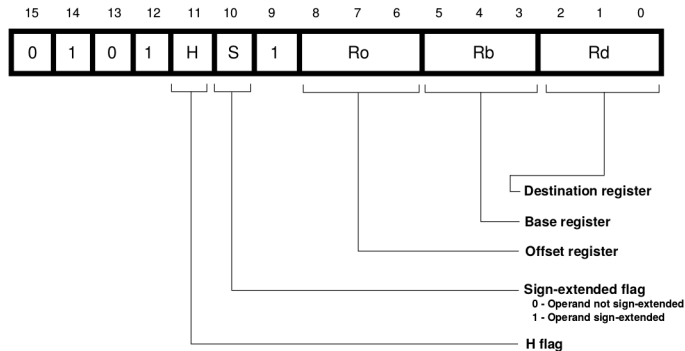 15 14 13 12 11 10 9 8 7 6 5 4 3 2 1 0
0 1 0 1 H S 1 Ro Rb Rd
Destination register
Base register
Offset register
Sign-extended flag
0 - Operand not sign-extended
1 - Operand sign-extended
H flag